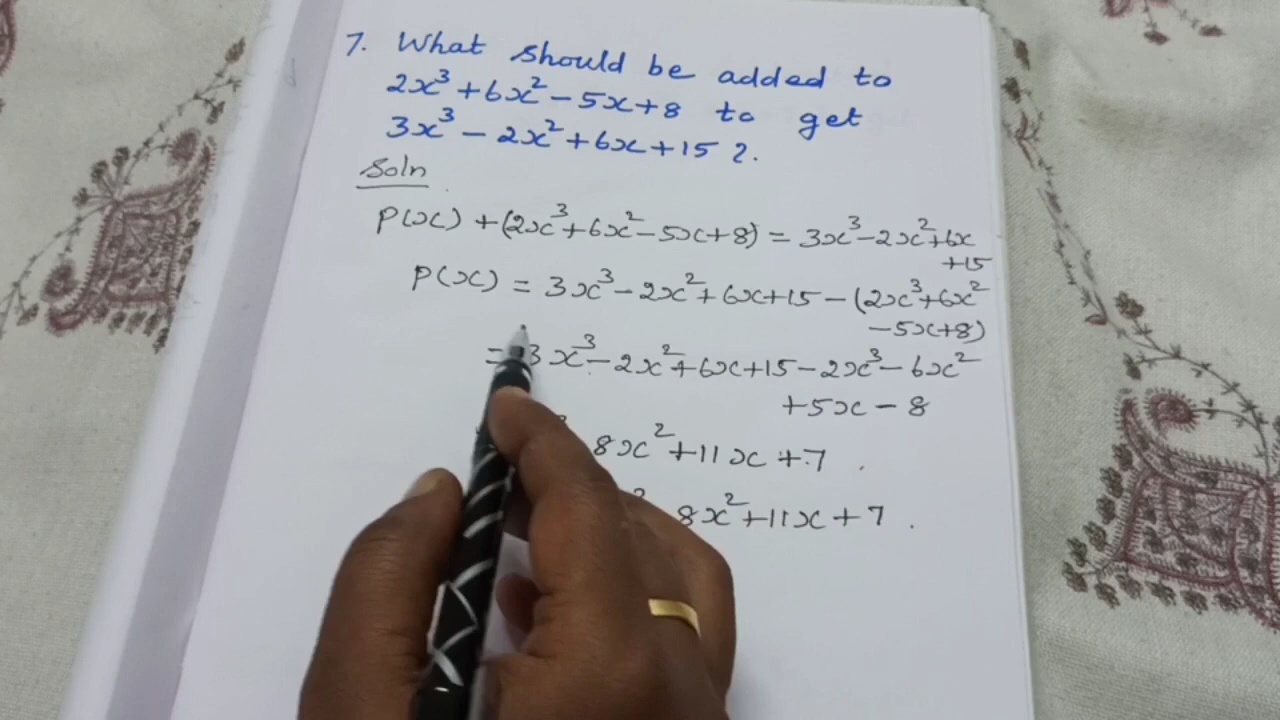 7. What should be added to
2x³ + 6x² - 5x + 8 to get
3x³ - 2x² + 6x + 15 ?.
Soln
P(x) + (2x³ + 6x² - 5x + 8) = 3x³ - 2x² + 6x
+15
P(x) = 3x³ - 2x² + 6x + 15 - (2x³ + 6x²
- 5x + 8)
= 3x³ - 2x² + 6x + 15 - 2x³ - 6x²
+ 5x - 8
8x² + 11x + 7 .
8x² + 11x + 7 .